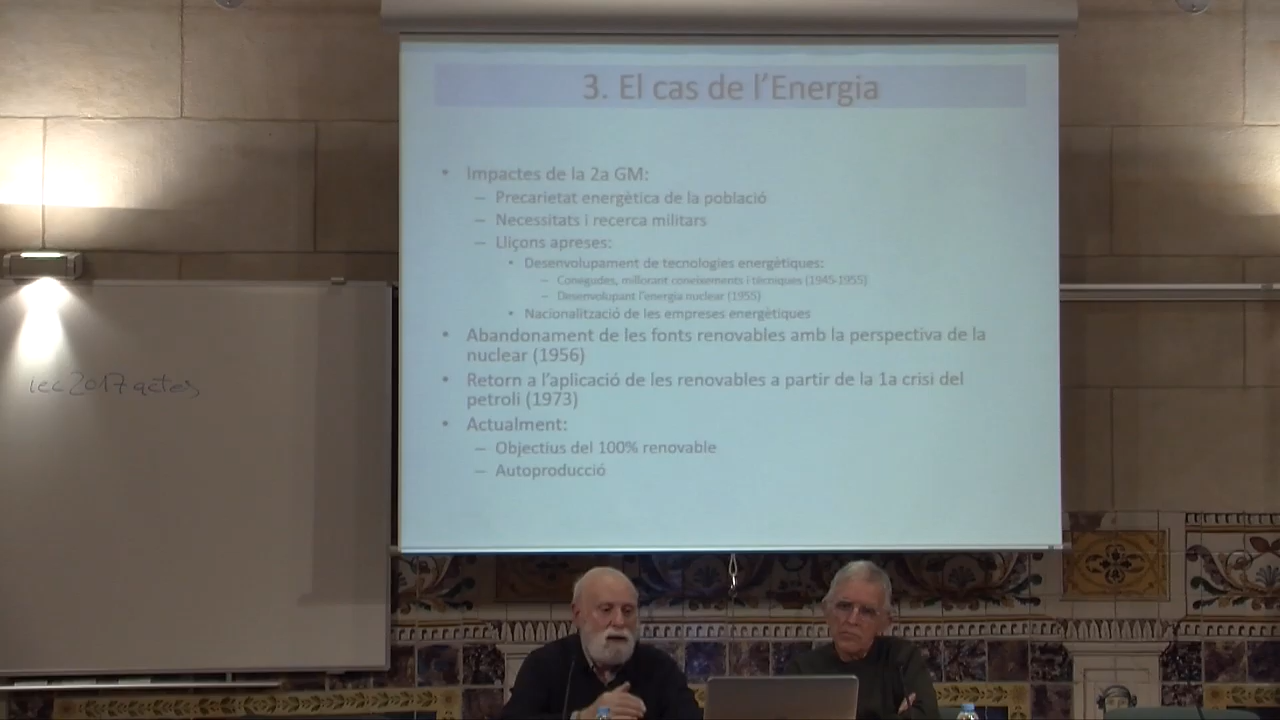 3. El cas de l'Energia
• Impactes de la 2a GM:
– Precarietat energètica de la població
– Necessitats i recerca militars
– Lliçons apreses:
• Desenvolupament de tecnologies energètiques:
– Conegudes, millorant coneixements i tècniques (1945-1955)
– Desenvolupant l'energia nuclear (1955)
• Nacionalització de les empreses energètiques
• Abandonament de les fonts renovables amb la perspectiva de la
nuclear (1956)
• Retorn a l'aplicació de les renovables a partir de la 1a crisi del
petroli (1973)
• Actualment:
– Objectius del 100% renovable
– Autoproducció
iec2017actes